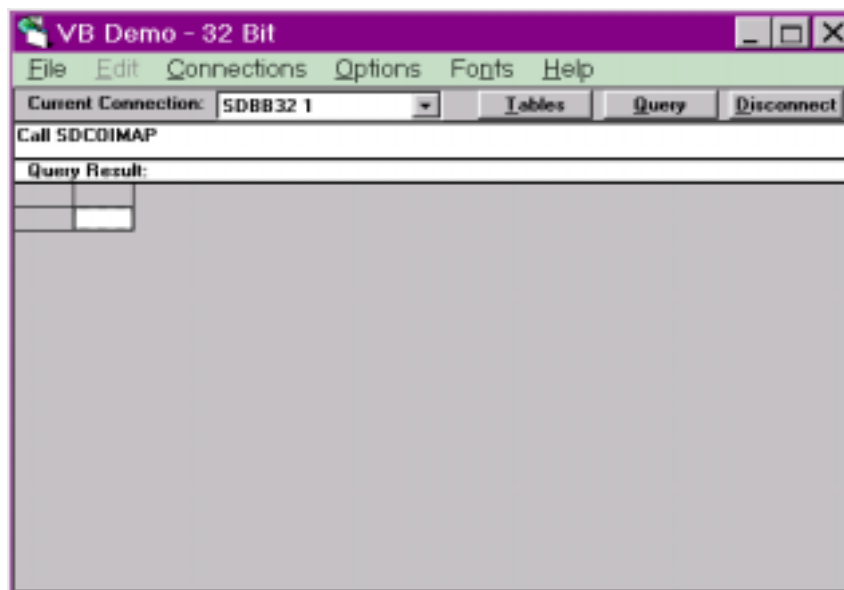 VB Demo - 32 Bit
File Edit Connections Options Fonts Help
Current Connection: SDBB32 1 Tables Query Disconnect
Call SDCOIMAP
Query Result: